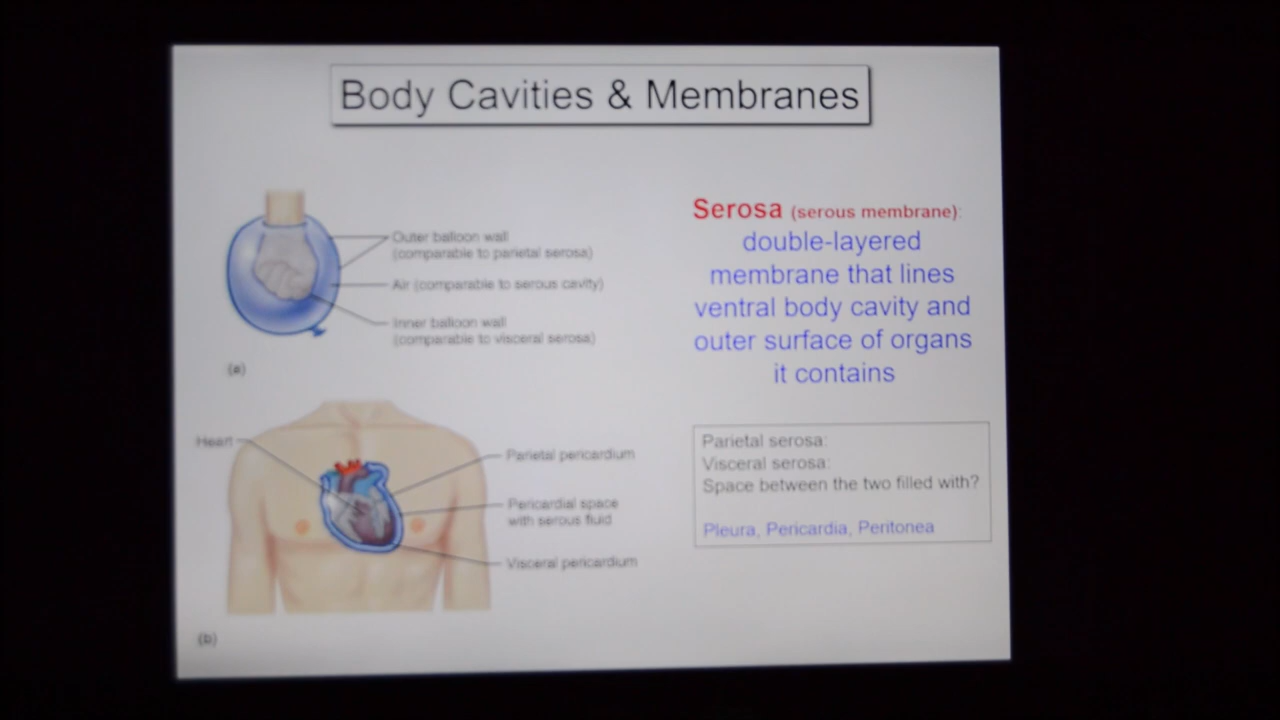 Body Cavities & Membranes
Outer balloon wall
(comparable to parietal serosa)
Air (comparable to serous cavity)
Inner balloon wall
(comparable to visceral serosa)
(a)
Heart
Parietal pericardium
Pericardial space
with serous fluid
Visceral pericardium
(b)
Serosa (serous membrane):
double-layered
membrane that lines
ventral body cavity and
outer surface of organs
it contains
Parietal serosa:
Visceral serosa:
Space between the two filled with?
Pleura, Pericardia, Peritonea